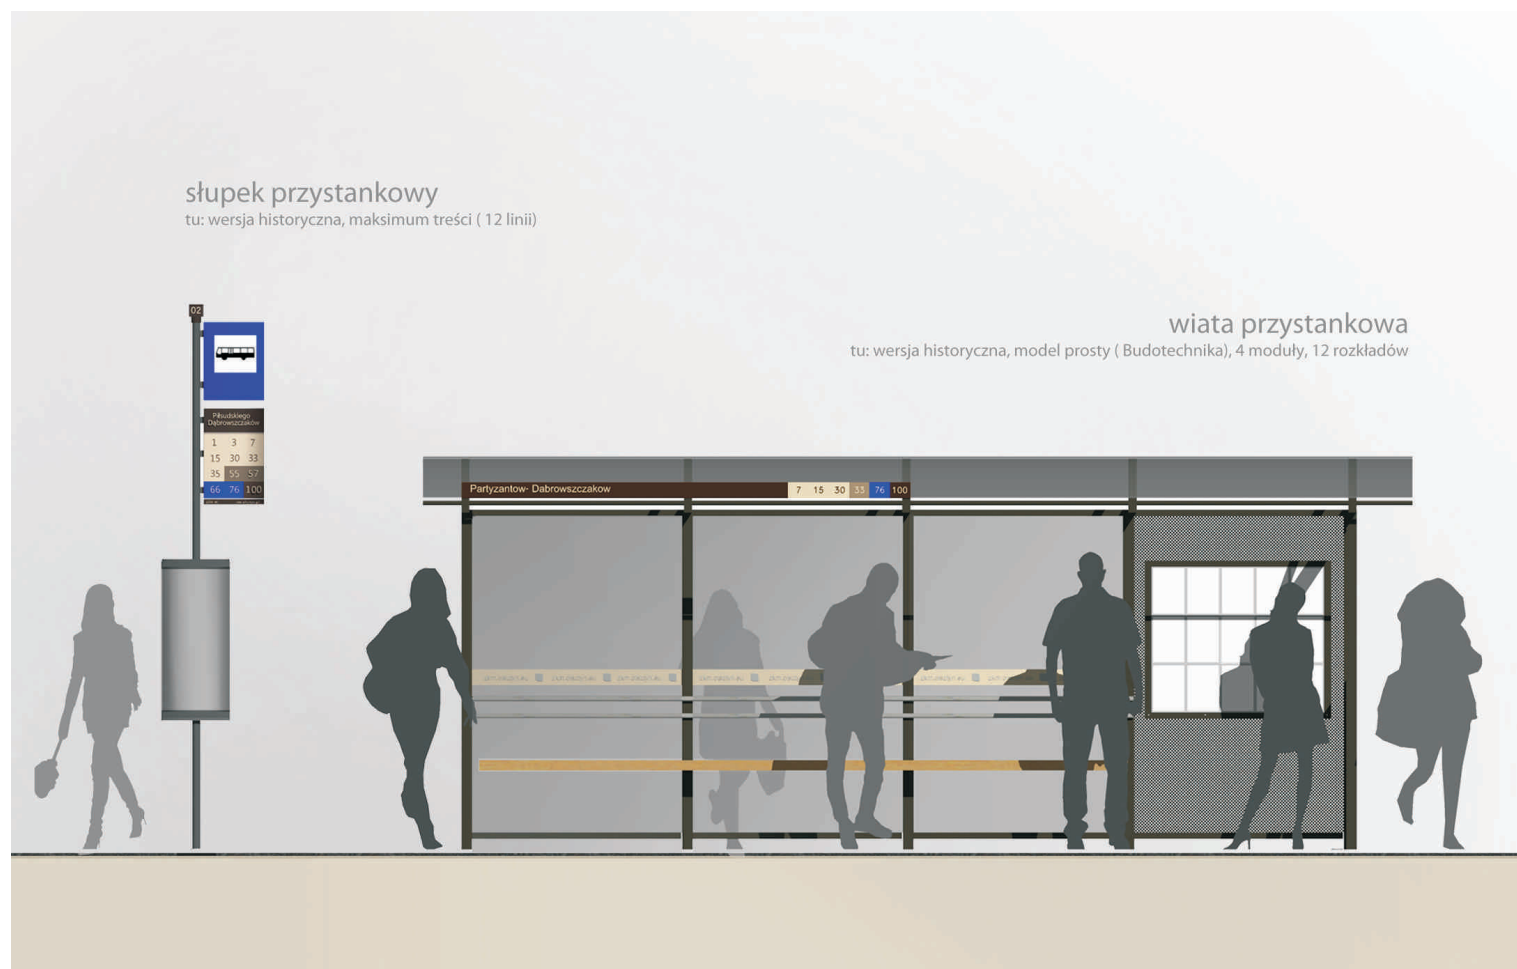 słupek przystankowy
tu: wersja historyczna, maksimum treści ( 12 linii)
wiata przystankowa
tu: wersja historyczna, model prosty ( Budotechnika), 4 moduły, 12 rozkładów
02
Piłsudskiego
Dąbrowszczaków
1 3 7
15 30 33
35 55 57
66 76 100
Partyzantow- Dabrowszczakow 7 15 30 33 76 100